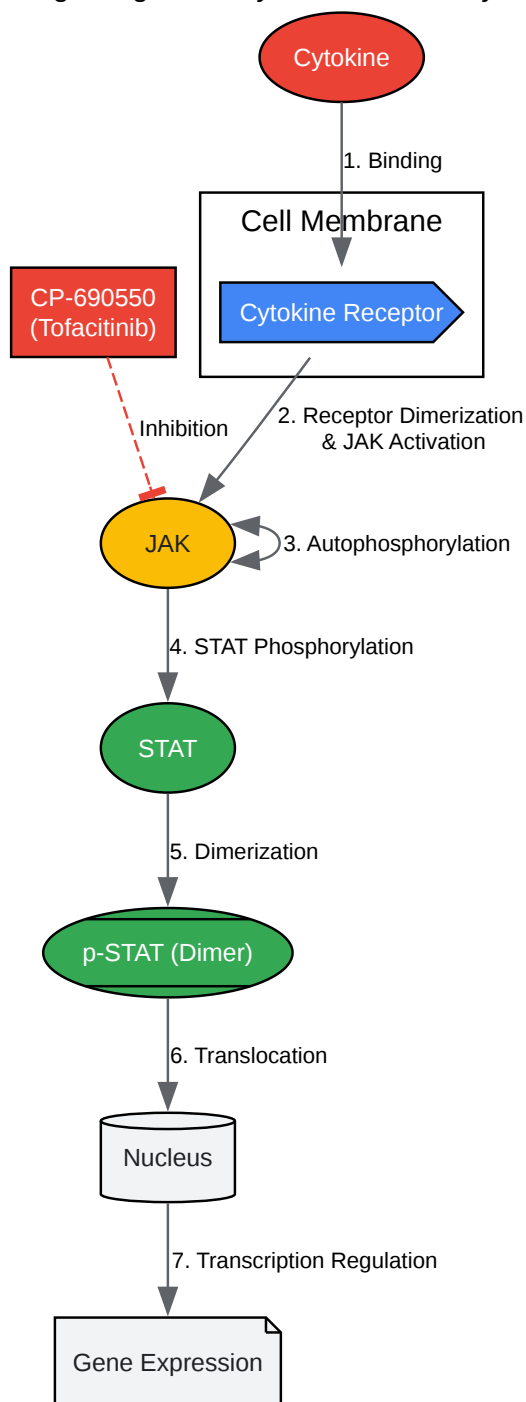 Cytokine
1. Binding
Cell Membrane
CP-690550
(Tofacitinib)
Cytokine Receptor
Inhibition
2. Receptor Dimerization
& JAK Activation
JAK
3. Autophosphorylation
4. STAT Phosphorylation
STAT
5. Dimerization
p-STAT (Dimer)
6. Translocation
Nucleus
7. Transcription Regulation
Gene Expression